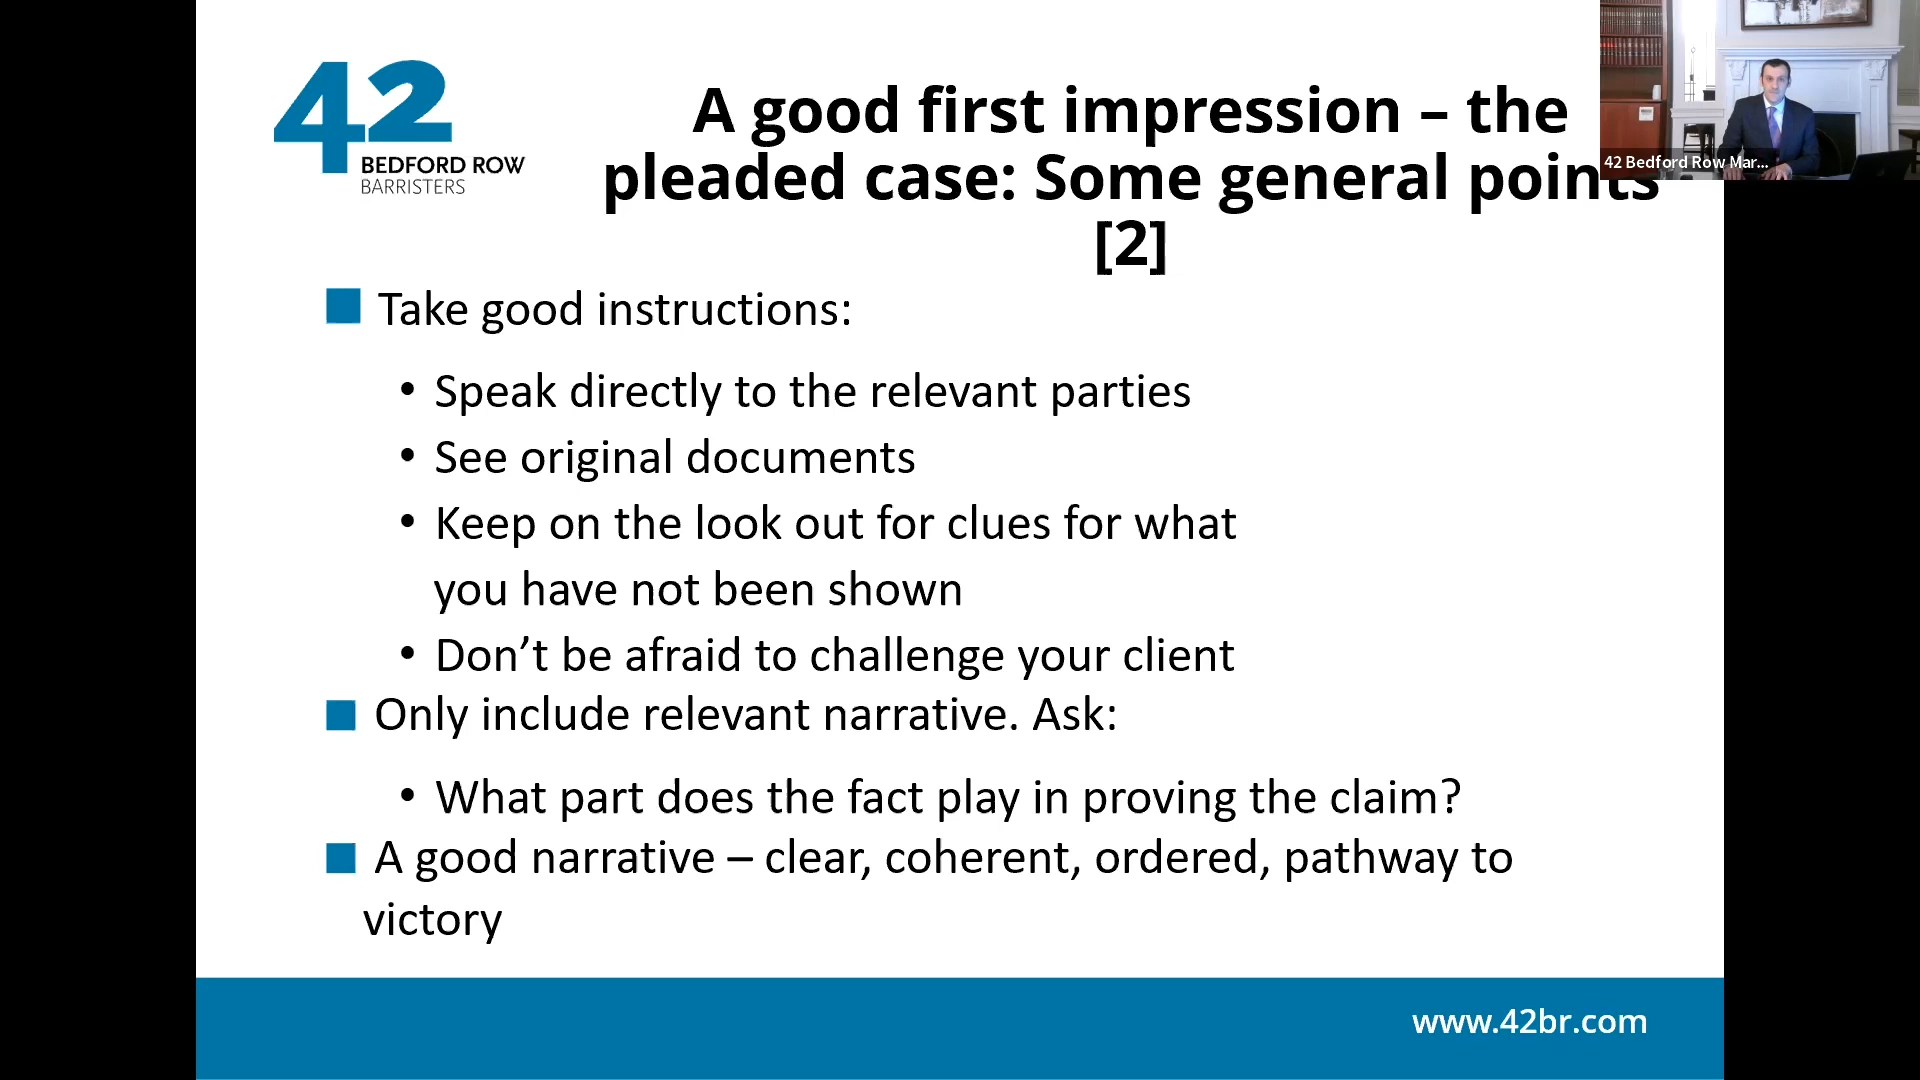 42
BEDFORD ROW
BARRISTERS
A good first impression – the
pleaded case: Some general points
[2]
42 Bedford Row Mar...
Take good instructions:
• Speak directly to the relevant parties
• See original documents
• Keep on the look out for clues for what
you have not been shown
• Don’t be afraid to challenge your client
Only include relevant narrative. Ask:
• What part does the fact play in proving the claim?
A good narrative – clear, coherent, ordered, pathway to
victory
www.42br.com